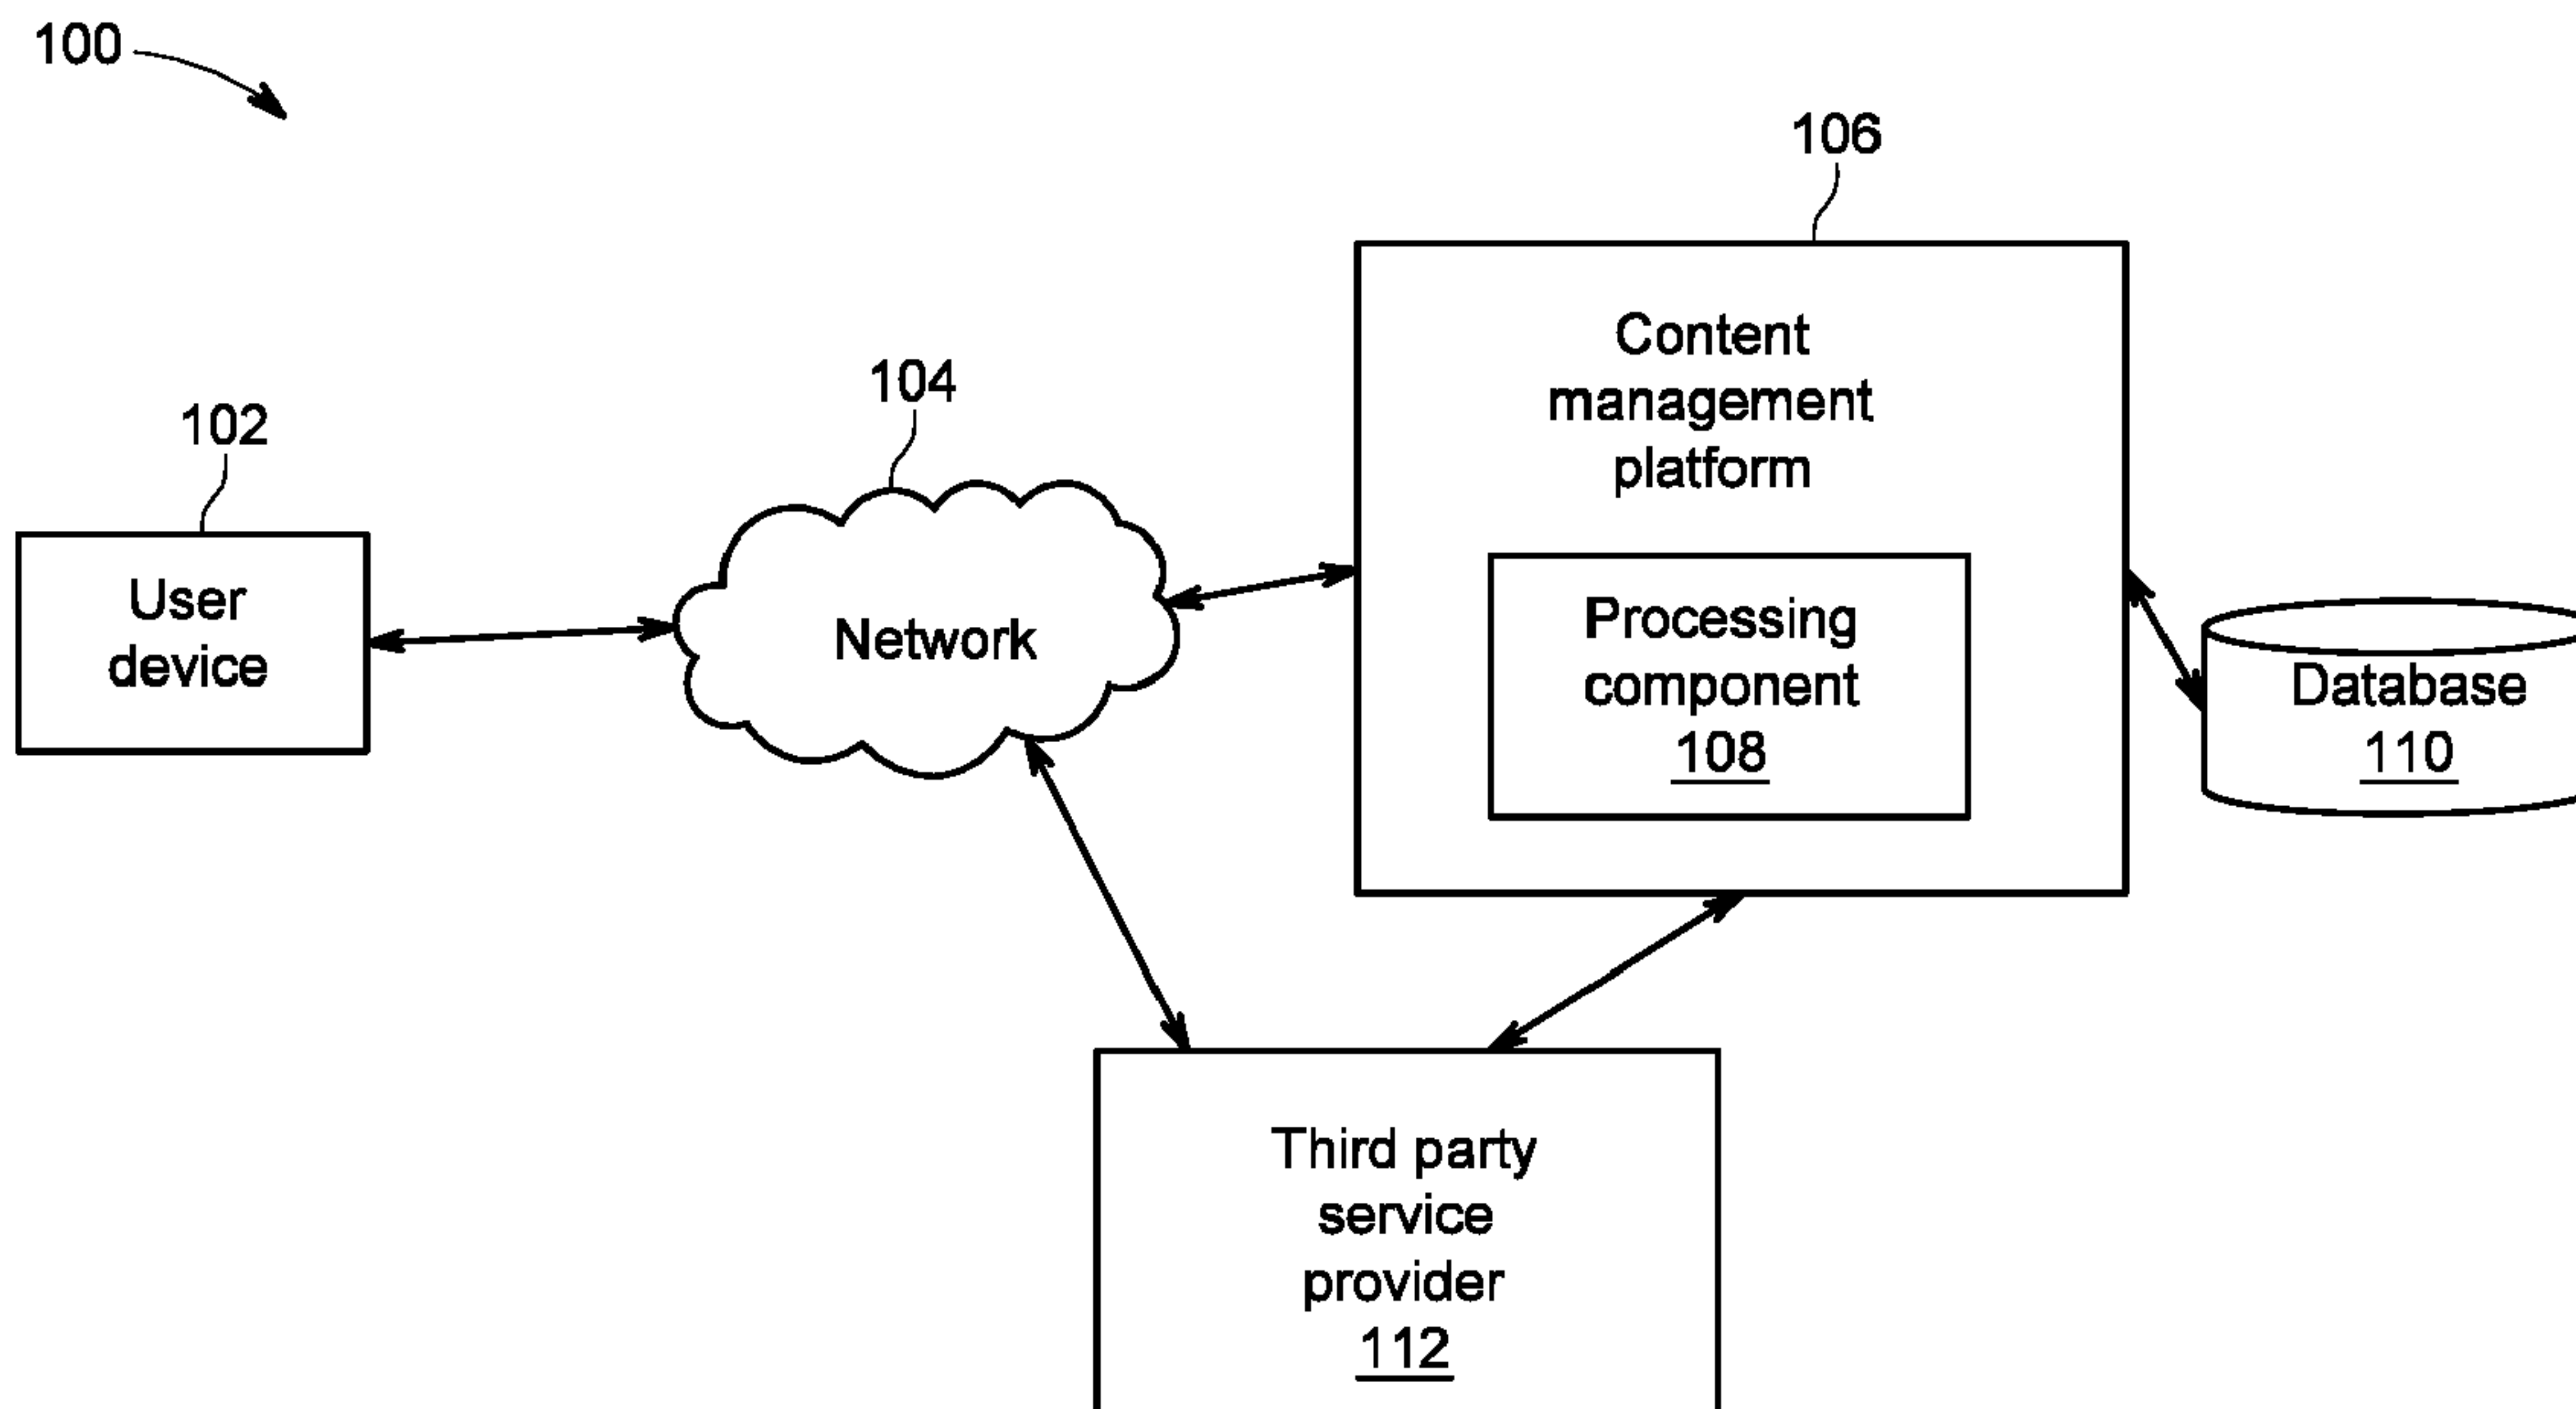 100
106
Content
management
platform
104
102
User
device
Network
Processing
component
108
Database
110
Third party
service
provider
112